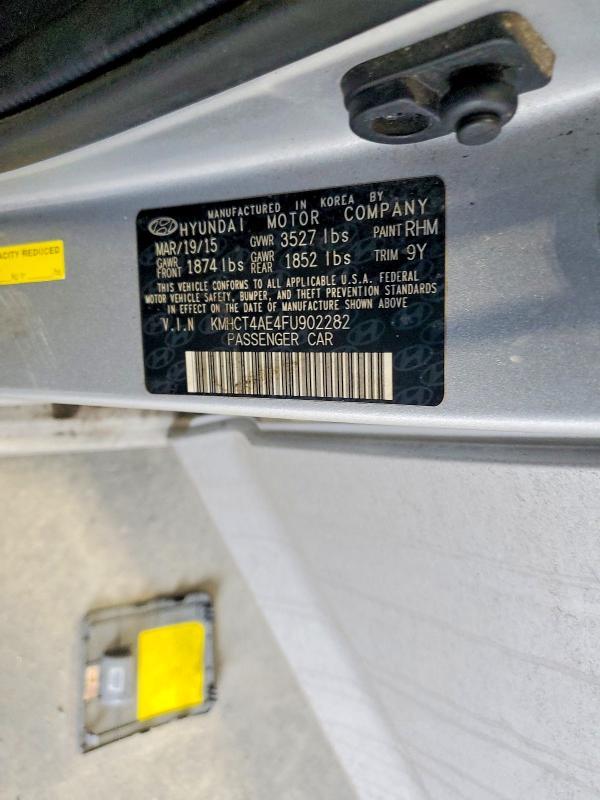 MANUFACTURED IN KOREA BY
HYUNDAI MOTOR COMPANY
MAR/19/15 GVWR 3527 lbs PAINT RHM
GAWR FRONT 1874 lbs GAWR REAR 1852 lbs TRIM 9Y
THIS VEHICLE CONFORMS TO ALL APPLICABLE U.S.A. FEDERAL
MOTOR VEHICLE SAFETY, BUMPER, AND THEFT PREVENTION STANDARDS
IN EFFECT ON THE DATE OF MANUFACTURE SHOWN ABOVE
V.I.N KMHCT4AE4FU902282
PASSENGER CAR
ACITY REDUCED